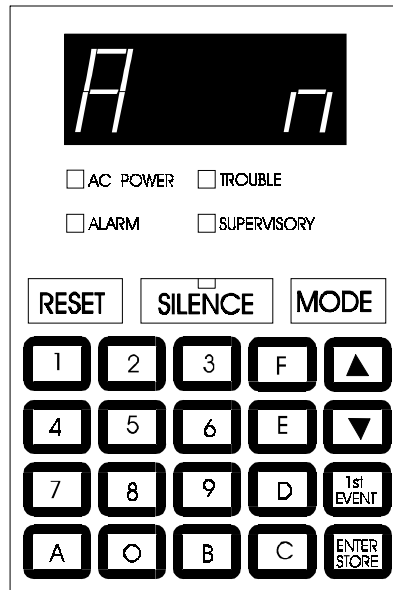 A n
AC POWER TROUBLE
ALARM SUPERVISORY
RESET SILENCE MODE
1 2 3 F ▲
4 5 6 E ▼
7 8 9 D 1st EVENT
A O B C ENTER STORE